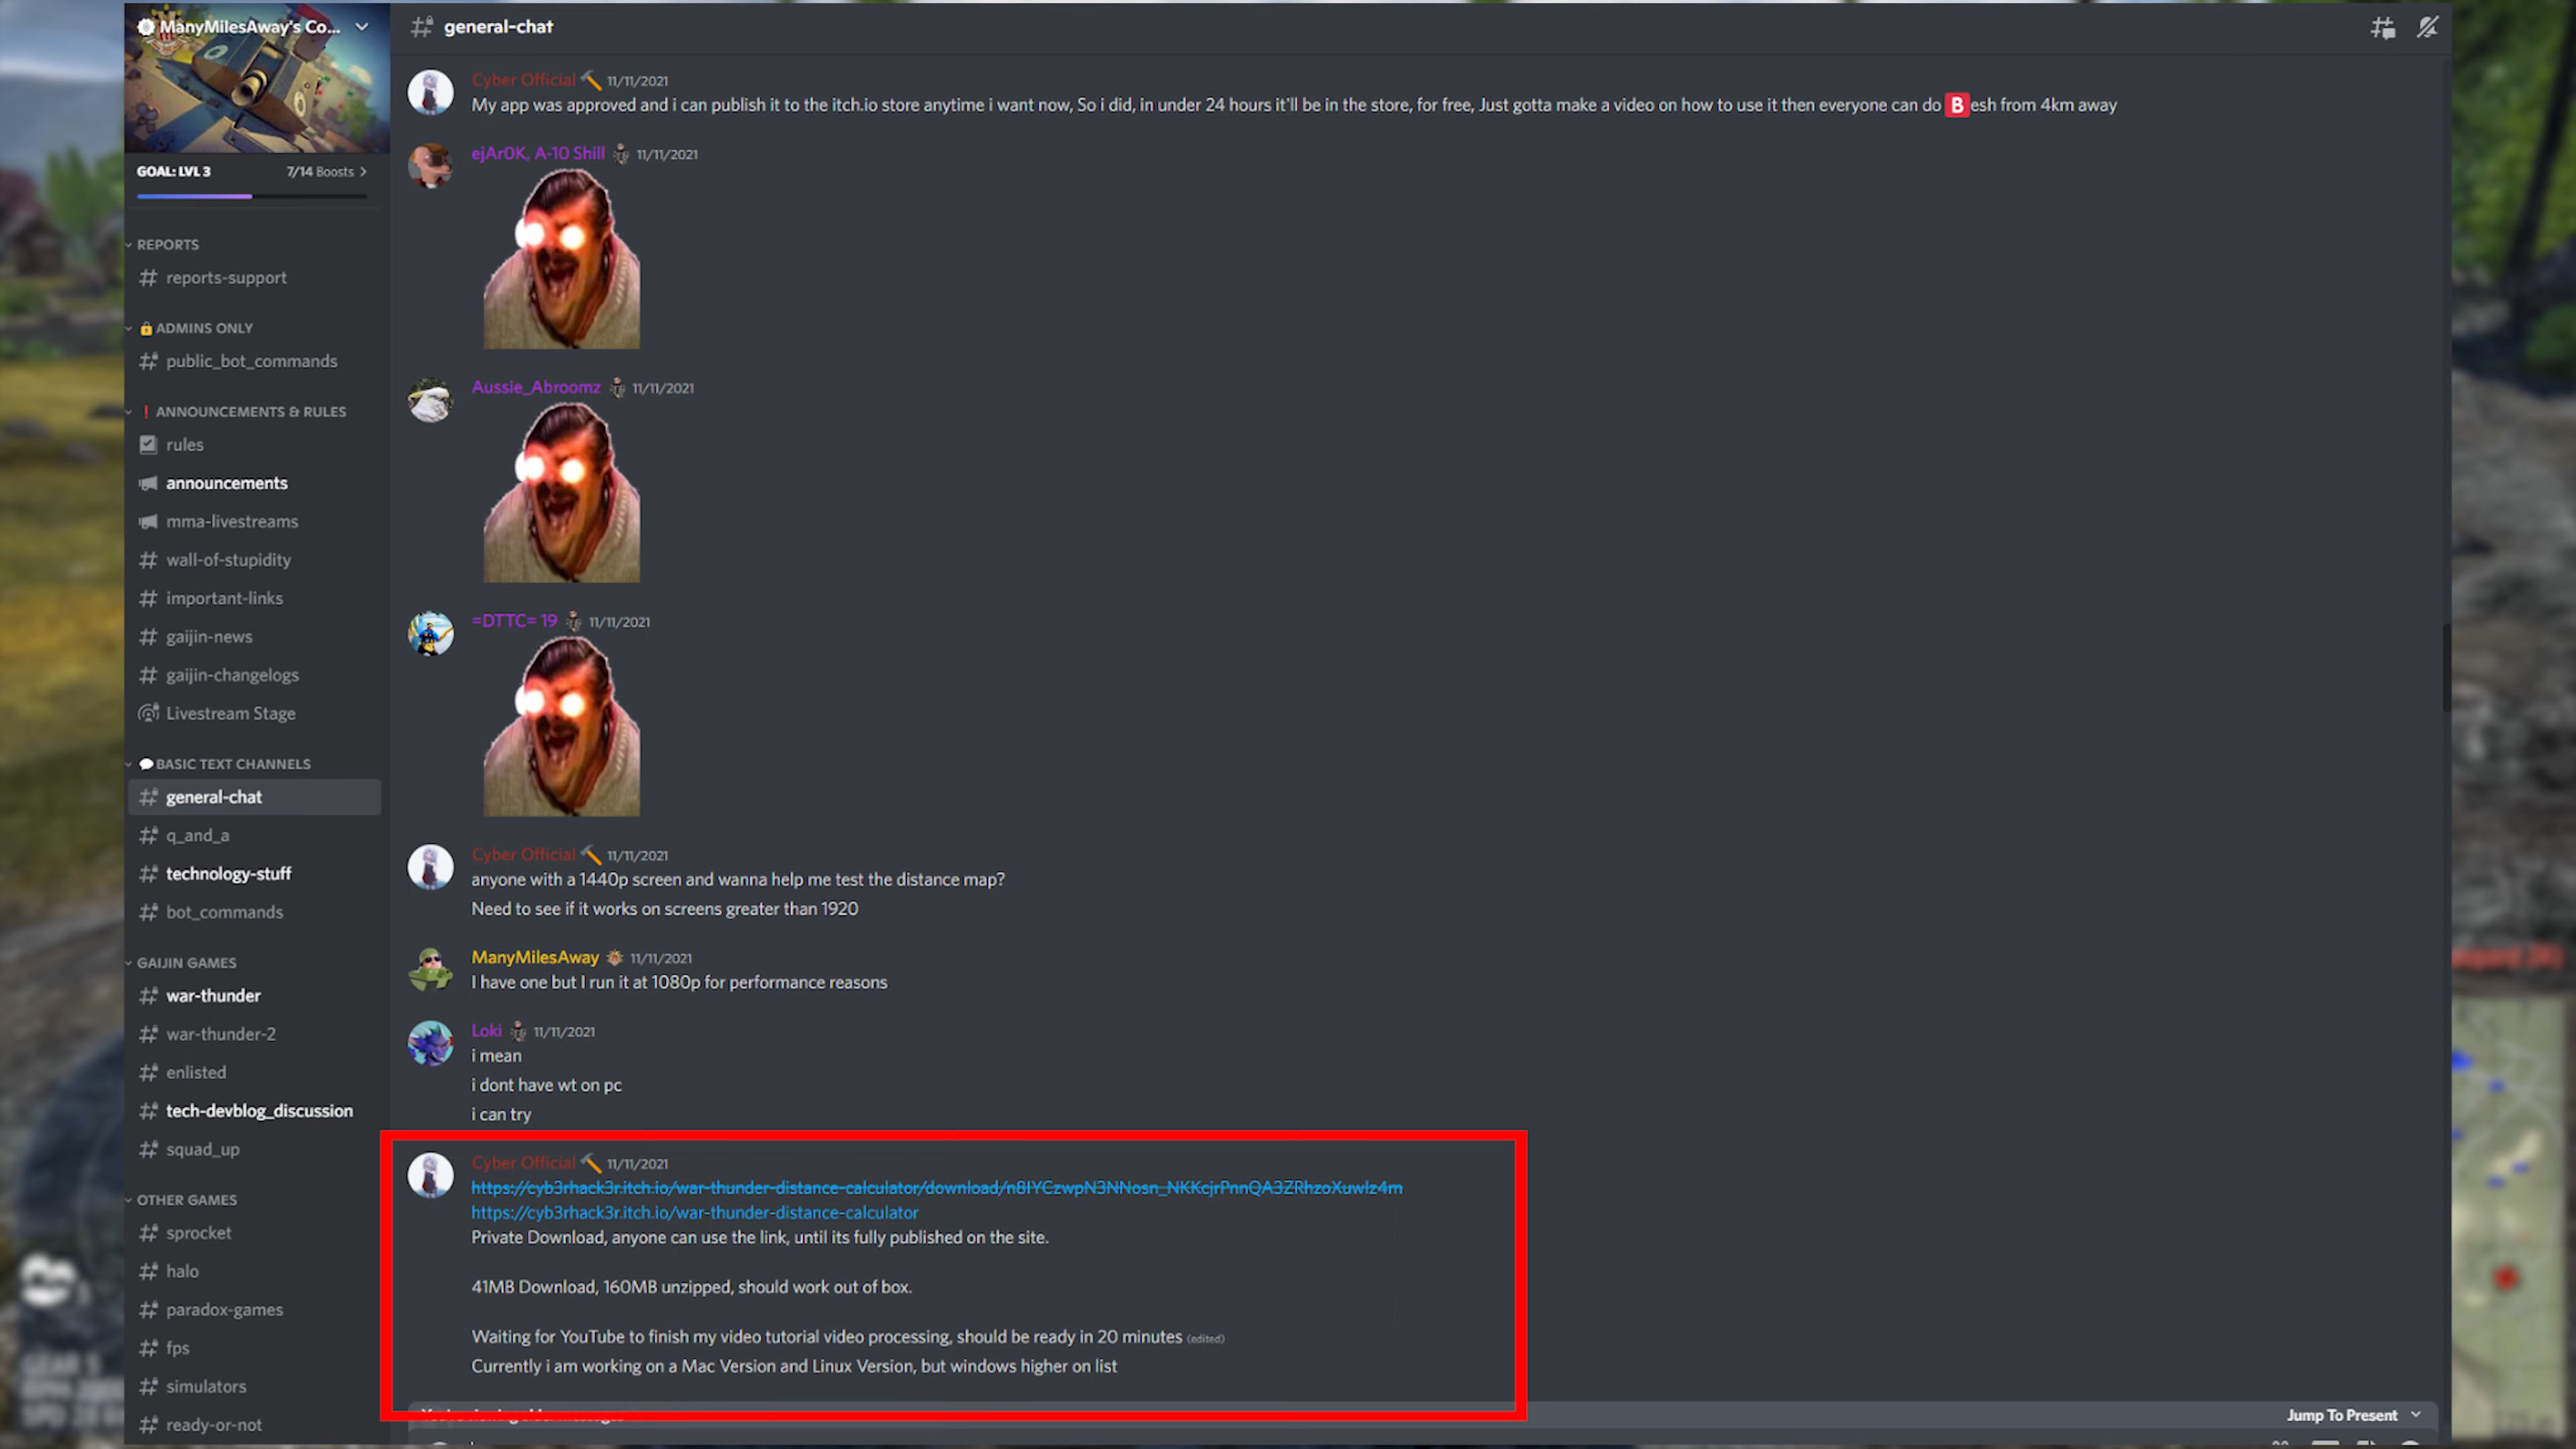 ManyMilesAway's Co...
GOAL: LVL 3
7/14 Boosts
REPORTS
reports-support
ADMINS ONLY
public_bot_commands
ANNOUNCEMENTS & RULES
rules
announcements
mma-livestreams
wall-of-stupidity
important-links
gaijin-news
gaijin-changelogs
Livestream Stage
BASIC TEXT CHANNELS
general-chat
q_and_a
technology-stuff
bot_commands
GAIJIN GAMES
war-thunder
war-thunder-2
enlisted
tech-devblog_discussion
squad_up
OTHER GAMES
sprocket
halo
paradox-games
fps
simulators
ready-or-not
general-chat
Cyber Official 11/11/2021
My app was approved and i can publish it to the itch.io store anytime i want now, So i did, in under 24 hours it'll be in the store, for free, Just gotta make a video on how to use it then everyone can do B esh from 4km away
ejAr0K, A-10 Shill 11/11/2021
Aussie_Abroomz 11/11/2021
=DTTC= 19 11/11/2021
Cyber Official 11/11/2021
anyone with a 1440p screen and wanna help me test the distance map?
Need to see if it works on screens greater than 1920
ManyMilesAway 11/11/2021
I have one but I run it at 1080p for performance reasons
Loki 11/11/2021
i mean
i dont have wt on pc
i can try
Cyber Official 11/11/2021
https://cyb3rhack3r.itch.io/war-thunder-distance-calculator/download/n8IYCzwpN3NNosn_NKKcjrPnnQA3ZRhzoXuwIz4m
https://cyb3rhack3r.itch.io/war-thunder-distance-calculator
Private Download, anyone can use the link, until its fully published on the site.
41MB Download, 160MB unzipped, should work out of box.
Waiting for YouTube to finish my video tutorial video processing, should be ready in 20 minutes (edited)
Currently i am working on a Mac Version and Linux Version, but windows higher on list
Jump To Present